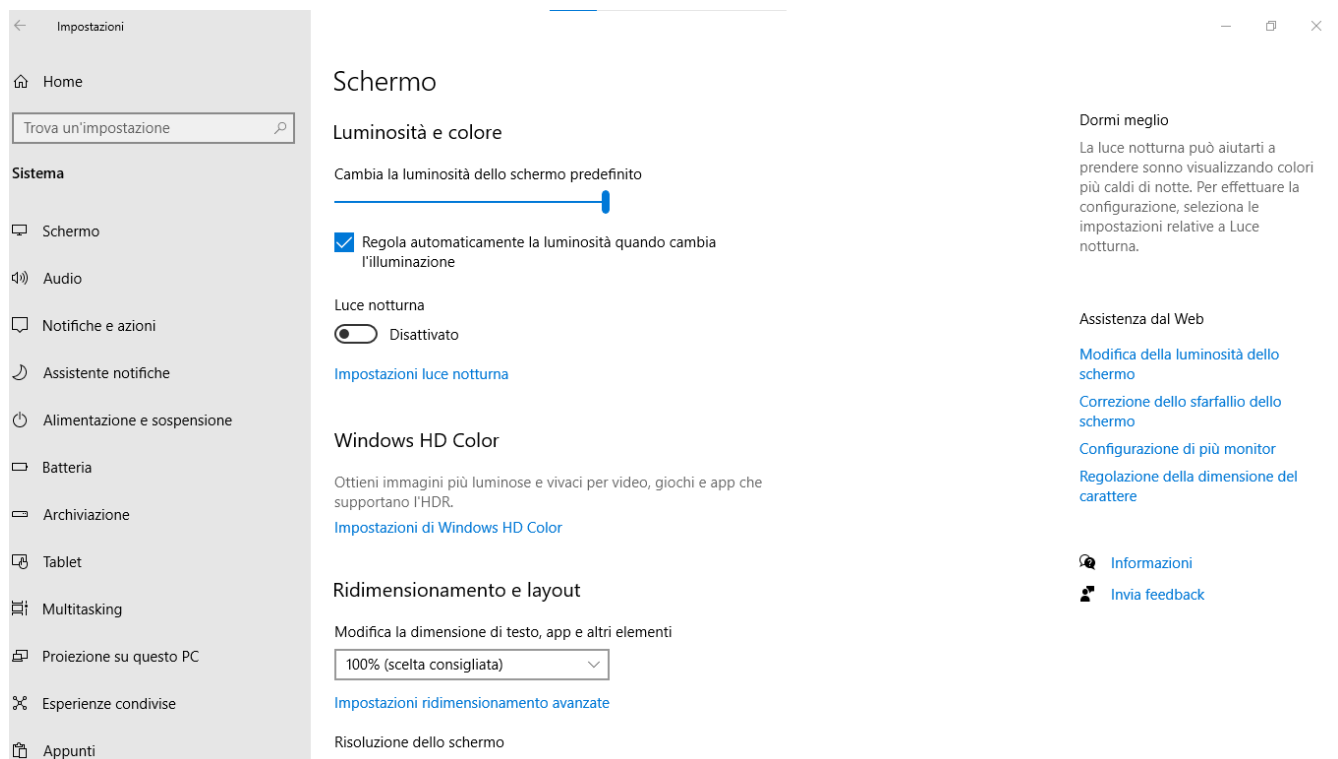 Impostazioni
Home
Trova un'impostazione
Sistema
Schermo
Audio
Notifiche e azioni
Assistente notifiche
Alimentazione e sospensione
Batteria
Archiviazione
Tablet
Multitasking
Proiezione su questo PC
Esperienze condivise
Appunti
Schermo
Luminosità e colore
Cambia la luminosità dello schermo predefinito
Regola automaticamente la luminosità quando cambia
l'illuminazione
Luce notturna
Disattivato
Impostazioni luce notturna
Windows HD Color
Ottieni immagini più luminose e vivaci per video, giochi e app che
supportano l'HDR.
Impostazioni di Windows HD Color
Ridimensionamento e layout
Modifica la dimensione di testo, app e altri elementi
100% (scelta consigliata)
Impostazioni ridimensionamento avanzate
Risoluzione dello schermo
Dormi meglio
La luce notturna può aiutarti a
prendere sonno visualizzando colori
più caldi di notte. Per effettuare la
configurazione, seleziona le
impostazioni relative a Luce
notturna.
Assistenza dal Web
Modifica della luminosità dello
schermo
Correzione dello sfarfallio dello
schermo
Configurazione di più monitor
Regolazione della dimensione del
carattere
Informazioni
Invia feedback